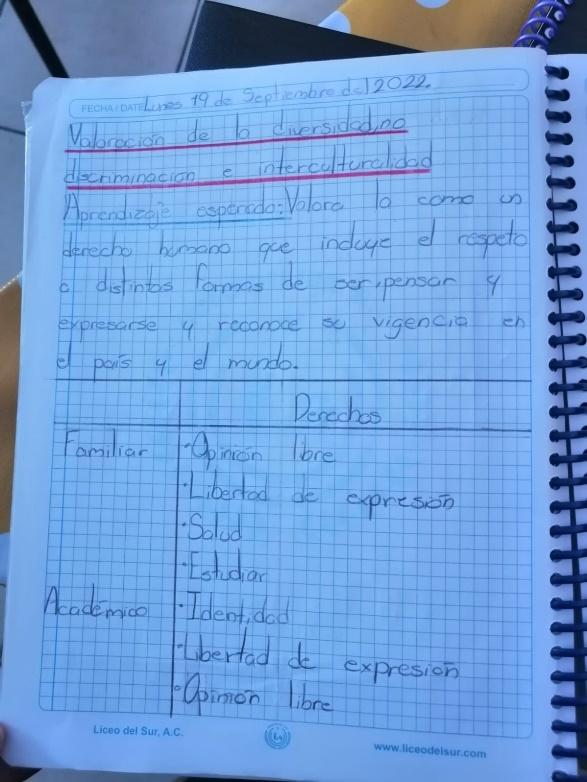 FECHA/DATE Lunes 19 de Septiembre del 2022.
Valoración de la diversidad, no
discriminación e interculturalidad
Aprendizaje esperado: Valora la como un
derecho humano que incluye el respeto
a distintas formas de ser, pensar y
expresarse y reconoce su vigencia en
el país y el mundo.
Derechos
Familiar · Opinión libre
· Libertad de expresión
· Salud
· Estudiar
Académico · Identidad
· Libertad de expresión
· Opinión libre
Liceo del Sur, A.C. www.liceodelsur.com